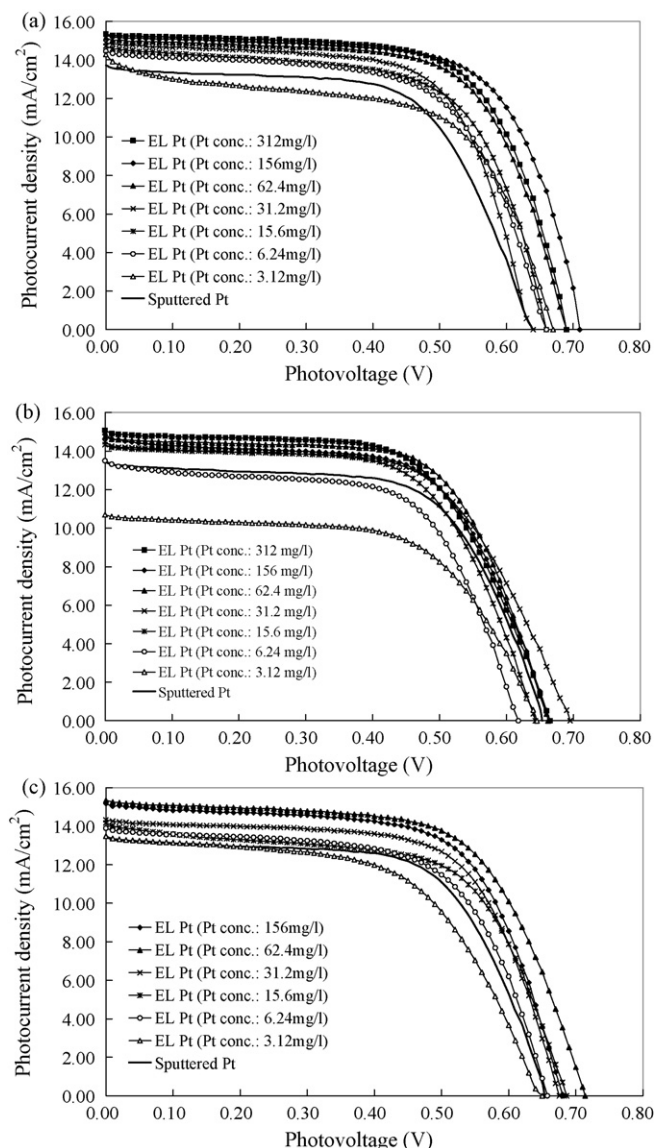 (a)
16.00
14.00
12.00
10.00
8.00
6.00
4.00
2.00
0.00
Photocurrent density (mA/cm²)
EL Pt (Pt conc.: 312mg/l)
EL Pt (Pt conc.: 156mg/l)
EL Pt (Pt conc.: 62.4mg/l)
EL Pt (Pt conc.: 31.2mg/l)
EL Pt (Pt conc.: 15.6mg/l)
EL Pt (Pt conc.: 6.24mg/l)
EL Pt (Pt conc.: 3.12mg/l)
Sputtered Pt
0.00 0.10 0.20 0.30 0.40 0.50 0.60 0.70 0.80
Photovoltage (V)
(b)
16.00
14.00
12.00
10.00
8.00
6.00
4.00
2.00
0.00
Photocurrent density (mA/cm²)
EL Pt (Pt conc.: 312 mg/l)
EL Pt (Pt conc.: 156 mg/l)
EL Pt (Pt conc.: 62.4 mg/l)
EL Pt (Pt conc.: 31.2 mg/l)
EL Pt (Pt conc.: 15.6 mg/l)
EL Pt (Pt conc.: 6.24 mg/l)
EL Pt (Pt conc.: 3.12 mg/l)
Sputtered Pt
0.00 0.10 0.20 0.30 0.40 0.50 0.60 0.70 0.80
Photovoltage (V)
(c)
16.00
14.00
12.00
10.00
8.00
6.00
4.00
2.00
0.00
Photocurrent density (mA/cm²)
EL Pt (Pt conc.: 156mg/l)
EL Pt (Pt conc.: 62.4mg/l)
EL Pt (Pt conc.: 31.2mg/l)
EL Pt (Pt conc.: 15.6mg/l)
EL Pt (Pt conc.: 6.24mg/l)
EL Pt (Pt conc.: 3.12mg/l)
Sputtered Pt
0.00 0.10 0.20 0.30 0.40 0.50 0.60 0.70 0.80
Photovoltage (V)